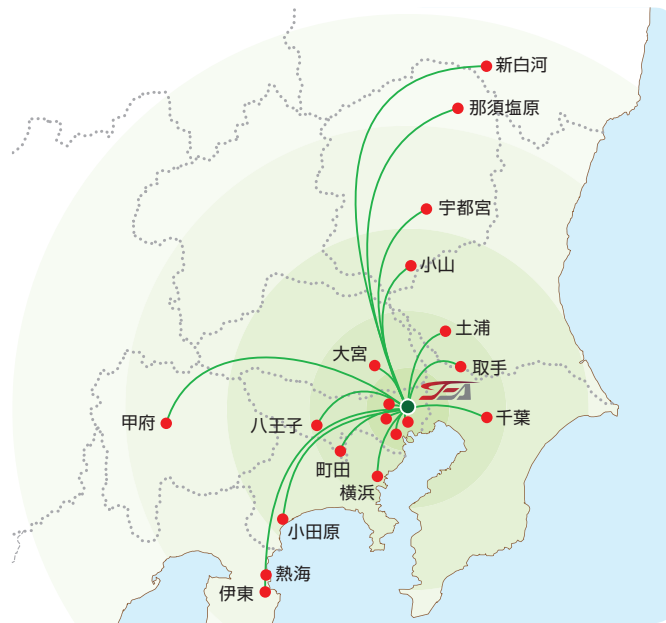 新白河
那須塩原
宇都宮
小山
土浦
大宮
取手
JEA
甲府
八王子
千葉
町田
横浜
小田原
熱海
伊東